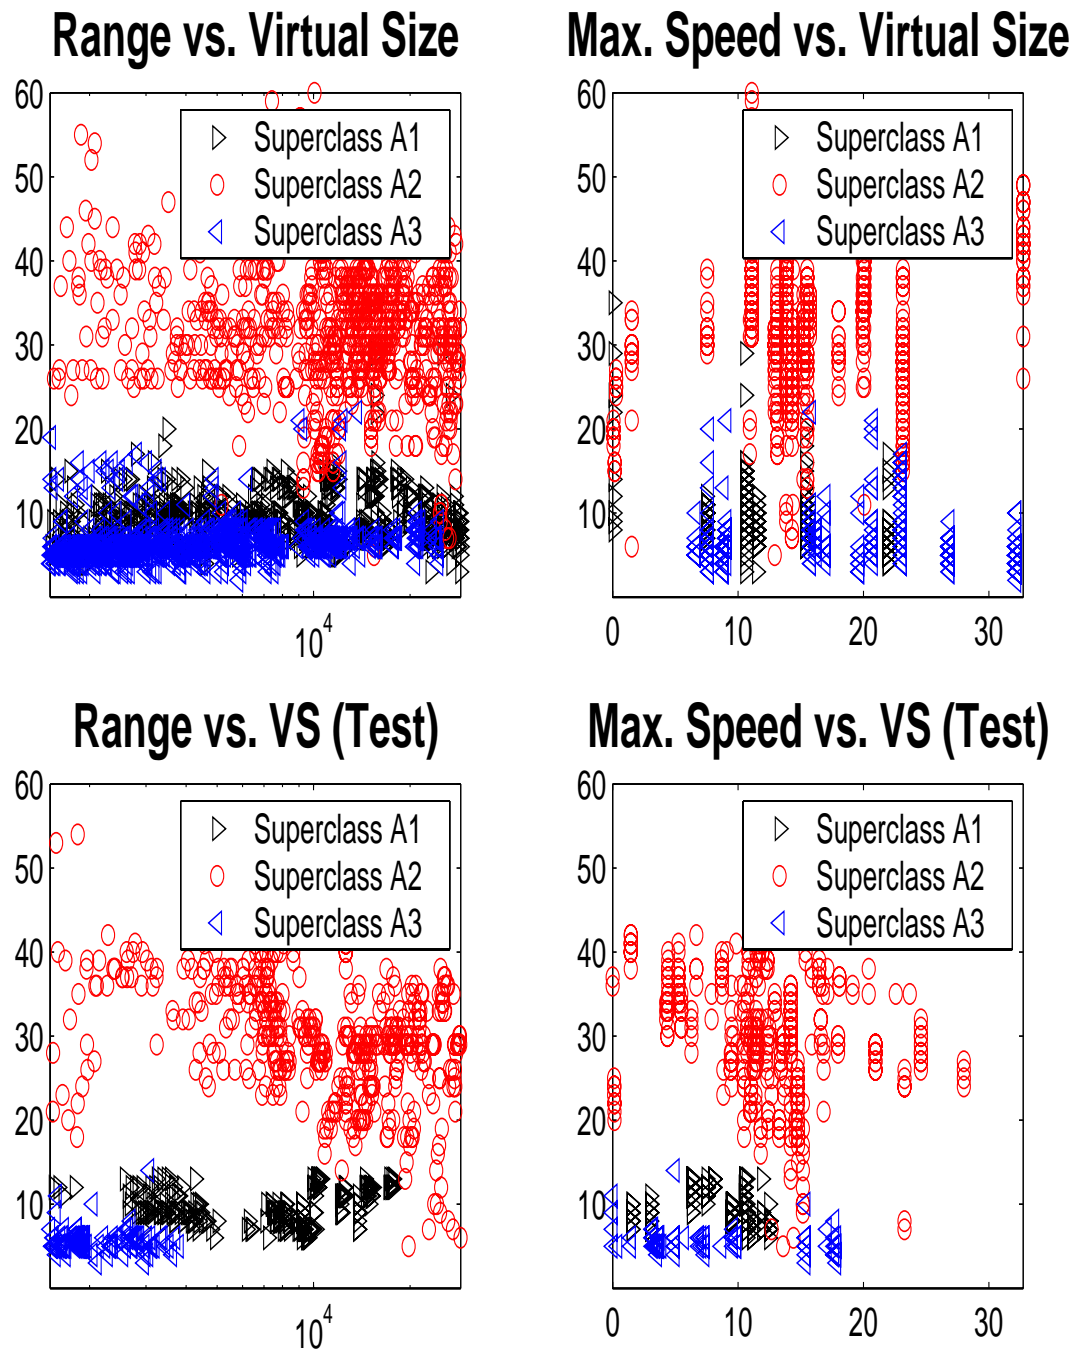 Range vs. Virtual Size
60
50
40
30
20
10
Superclass A1
Superclass A2
Superclass A3
10^4
Max. Speed vs. Virtual Size
60
50
40
30
20
10
Superclass A1
Superclass A2
Superclass A3
0 10 20 30
Range vs. VS (Test)
60
50
40
30
20
10
Superclass A1
Superclass A2
Superclass A3
10^4
Max. Speed vs. VS (Test)
60
50
40
30
20
10
Superclass A1
Superclass A2
Superclass A3
0 10 20 30